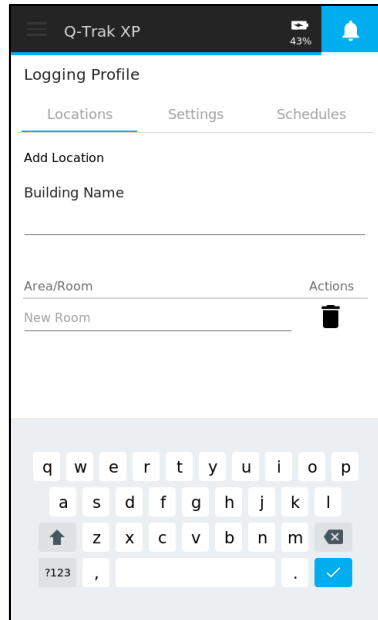 Q-Trak XP
43%
Logging Profile
Locations Settings Schedules
Add Location
Building Name
Area/Room Actions
New Room
q w e r t y u i o p
a s d f g h j k l
z x c v b n m
?123 , .